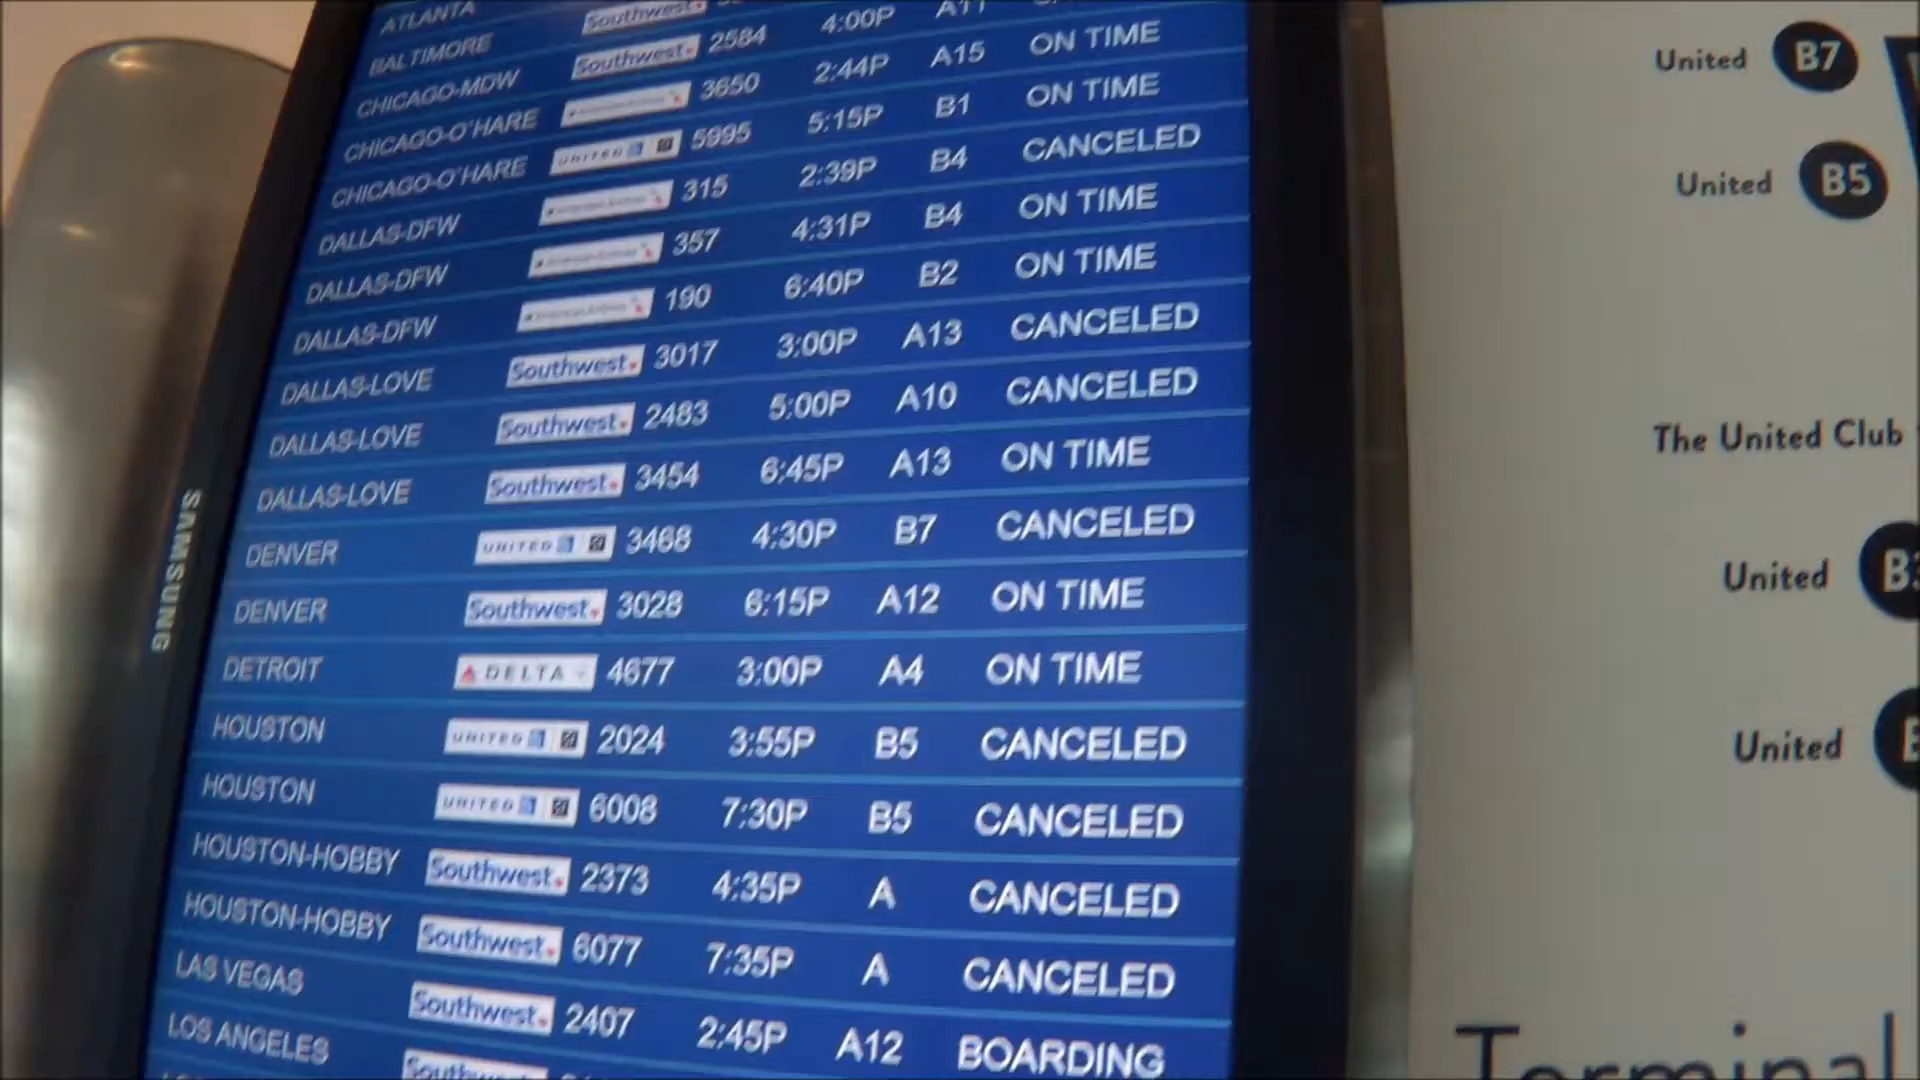 ATLANTA
BALTIMORE Southwest
CHICAGO-MDW Southwest 2584 4:00P A11
CHICAGO-O'HARE 3650 2:44P A15 ON TIME
CHICAGO-O'HARE UNITED 5995 5:15P B1 ON TIME
DALLAS-DFW 315 2:39P B4 CANCELED
DALLAS-DFW 357 4:31P B4 ON TIME
DALLAS-DFW 190 6:40P B2 ON TIME
DALLAS-LOVE Southwest 3017 3:00P A13 CANCELED
DALLAS-LOVE Southwest 2483 5:00P A10 CANCELED
DALLAS-LOVE Southwest 3454 6:45P A13 ON TIME
DENVER UNITED 3468 4:30P B7 CANCELED
DENVER Southwest 3028 6:15P A12 ON TIME
DETROIT DELTA 4677 3:00P A4 ON TIME
HOUSTON UNITED 2024 3:55P B5 CANCELED
HOUSTON UNITED 6008 7:30P B5 CANCELED
HOUSTON-HOBBY Southwest 2373 4:35P A CANCELED
HOUSTON-HOBBY Southwest 6077 7:35P A CANCELED
LAS VEGAS Southwest 2407 2:45P A12 BOARDING
LOS ANGELES Southwest
SAMSUNG
United B7
United B5
The United Club
United B3
United
Terminal